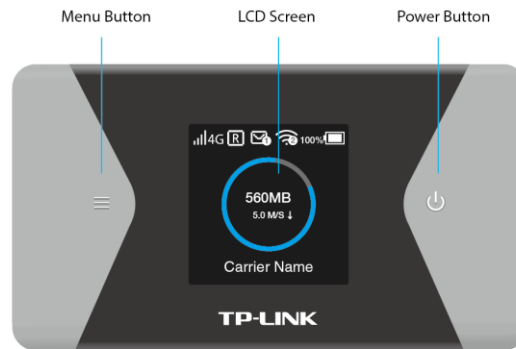 Menu Button LCD Screen Power Button
4G R 100%
560MB
5.0 M/S ↓
Carrier Name
TP-LINK